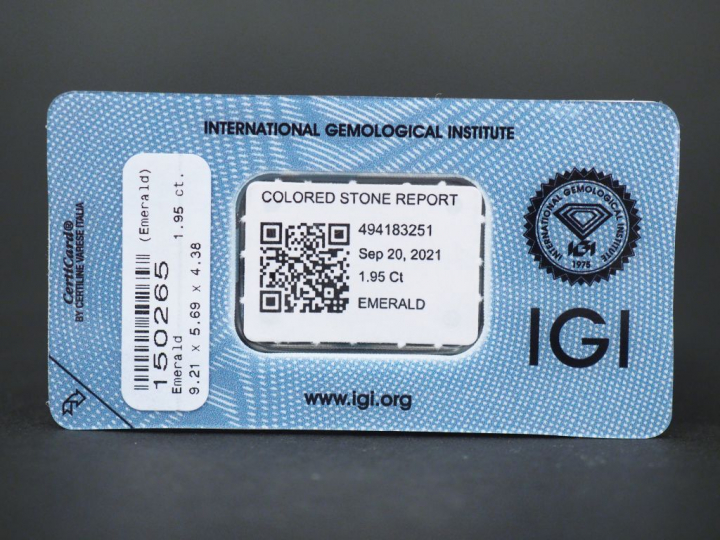 INTERNATIONAL GEMOLOGICAL INSTITUTE
CertiCard®
BY CERTILINE VARESE ITALIA
150265 (Emerald)
Emerald 1.95 ct.
9.21 x 5.69 x 4.38
COLORED STONE REPORT
494183251
Sep 20, 2021
1.95 Ct
EMERALD
INTERNATIONAL GEMOLOGICAL INSTITUTE
IGI
1975
IGI
www.igi.org